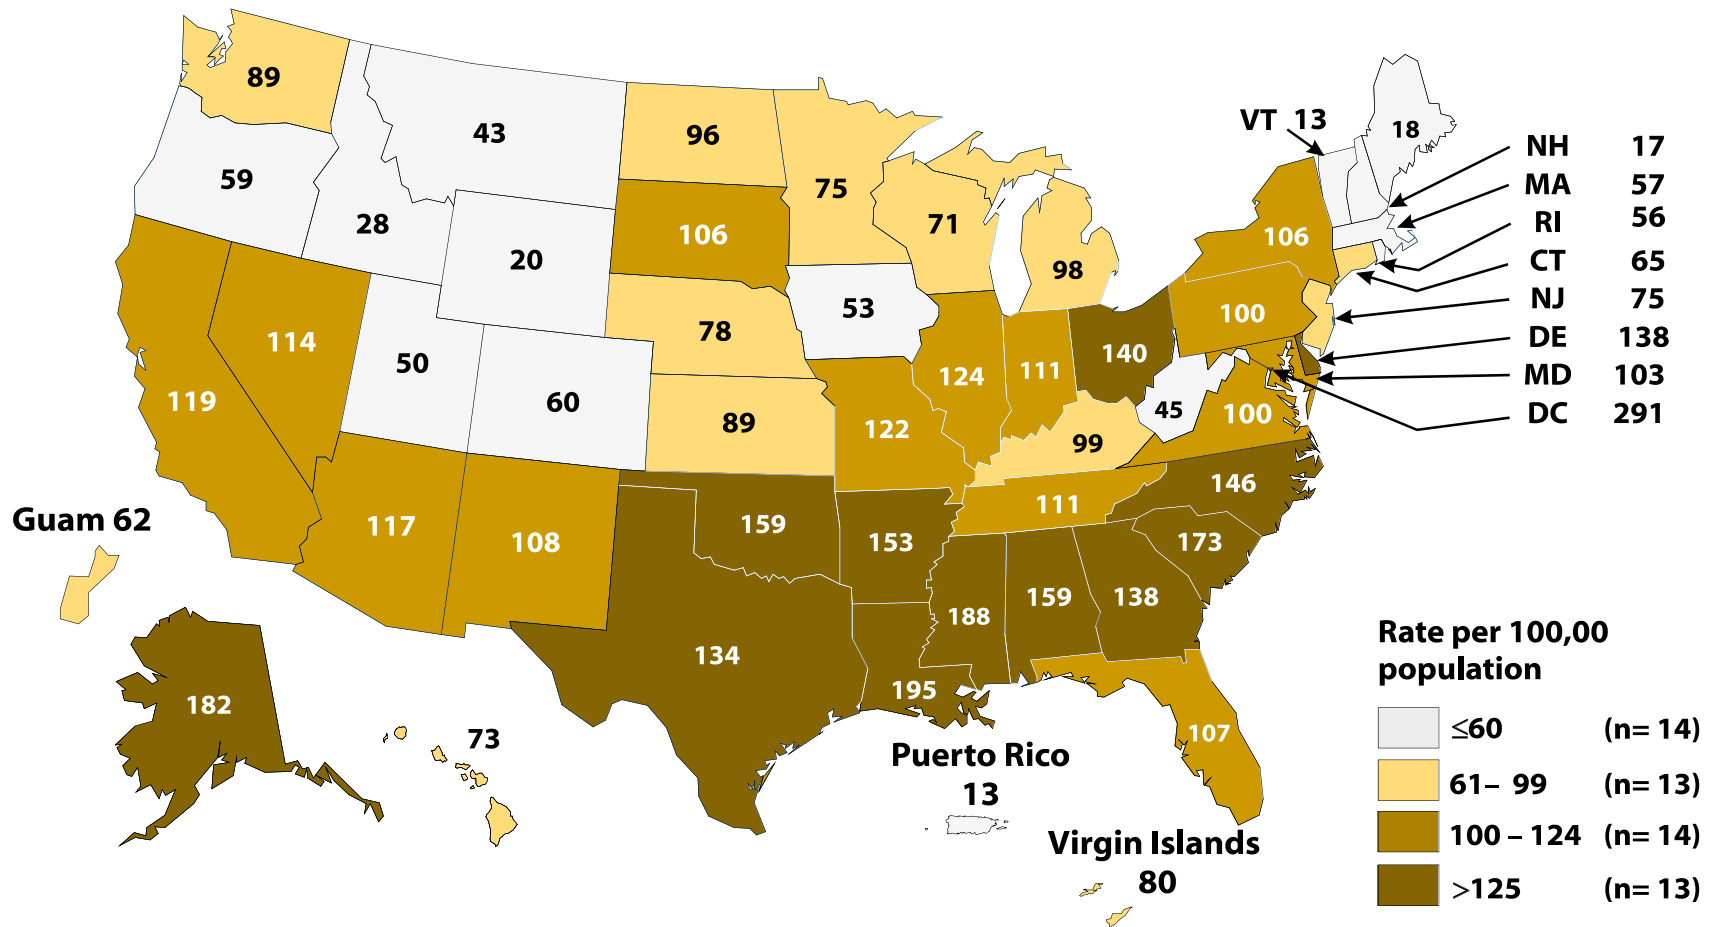 89
43
96
VT 13
18
NH 17
59
75
MA 57
28
106
71
RI 56
20
98
106
CT 65
114
78
53
100
NJ 75
50
140
DE 138
119
60
124
111
MD 103
89
122
45
100
DC 291
99
117
108
159
153
111
146
Guam 62
173
134
188
159
138
182
195
107
73
Puerto Rico
13
Virgin Islands
80
Rate per 100,00
population
≤60 (n= 14)
61– 99 (n= 13)
100 – 124 (n= 14)
>125 (n= 13)